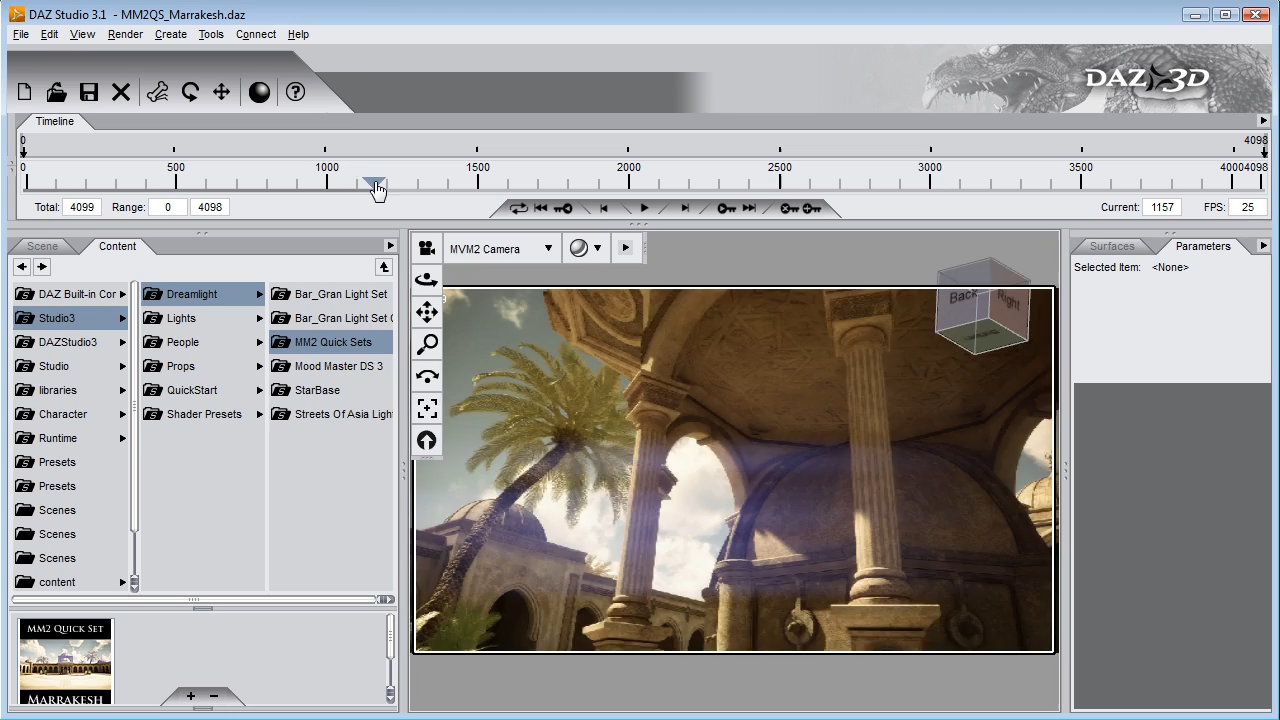 DAZ Studio 3.1 - MM2QS_Marrakesh.daz
File Edit View Render Create Tools Connect Help
DAZ 3D
Timeline
0 4098
0 500 1000 1500 2000 2500 3000 3500 4000 4098
Total: 4099 Range: 0 4098 Current: 1157 FPS: 25
Scene Content
MVM2 Camera
Surfaces Parameters
Selected Item: <None>
DAZ Built-in Cor
Studio3
DAZStudio3
Studio
libraries
Character
Runtime
Presets
Presets
Scenes
Scenes
Scenes
content
Dreamlight
Lights
People
Props
QuickStart
Shader Presets
Bar_Gran Light Set
Bar_Gran Light Set
MM2 Quick Sets
Mood Master DS 3
StarBase
Streets Of Asia Ligh
Back Right
MM2 QUICK SET
MARRAKESH